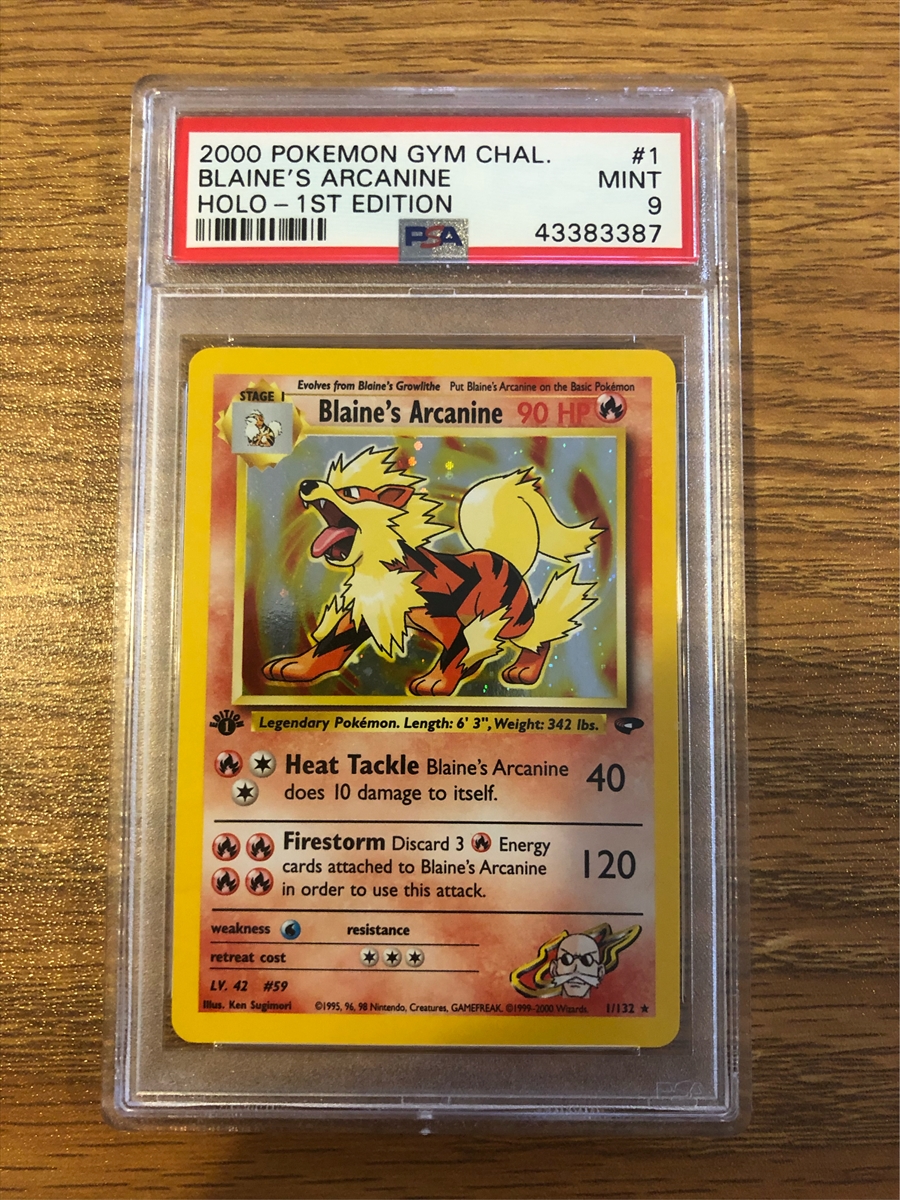 2000 POKEMON GYM CHAL. #1
BLAINE'S ARCANINE MINT
HOLO – 1ST EDITION 9
PSA 43383387
Evolves from Blaine's Growlithe Put Blaine's Arcanine on the Basic Pokémon
STAGE 1
Blaine's Arcanine 90 HP
EDITION
1
Legendary Pokémon. Length: 6' 3", Weight: 342 lbs.
Heat Tackle Blaine's Arcanine
does 10 damage to itself.
40
Firestorm Discard 3 Energy
cards attached to Blaine's Arcanine
in order to use this attack.
120
weakness resistance
retreat cost
LV. 42 #59
Illus. Ken Sugimori ©1995, 96, 98 Nintendo, Creatures, GAMEFREAK. ©1999-2000 Wizards. 1/132 ★
PSA